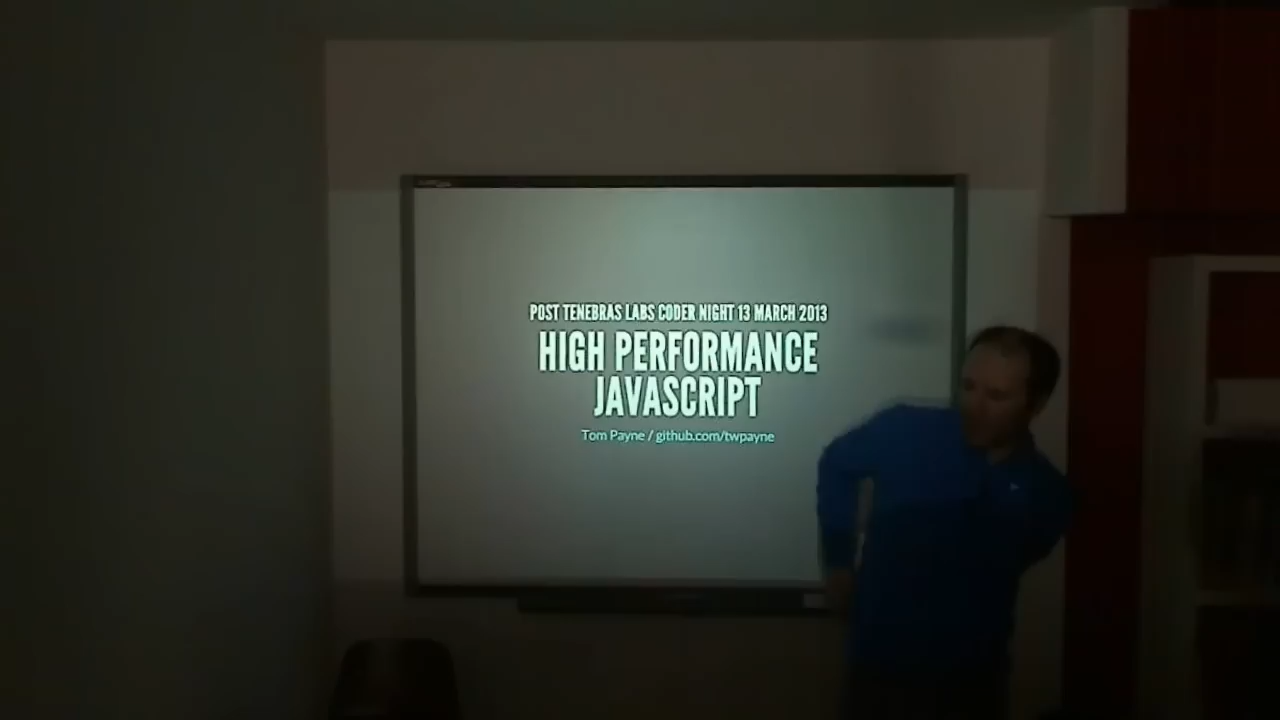 POST TENEBRAS LABS CODER NIGHT 13 MARCH 2013
HIGH PERFORMANCE
JAVASCRIPT
Tom Payne / github.com/twpayne